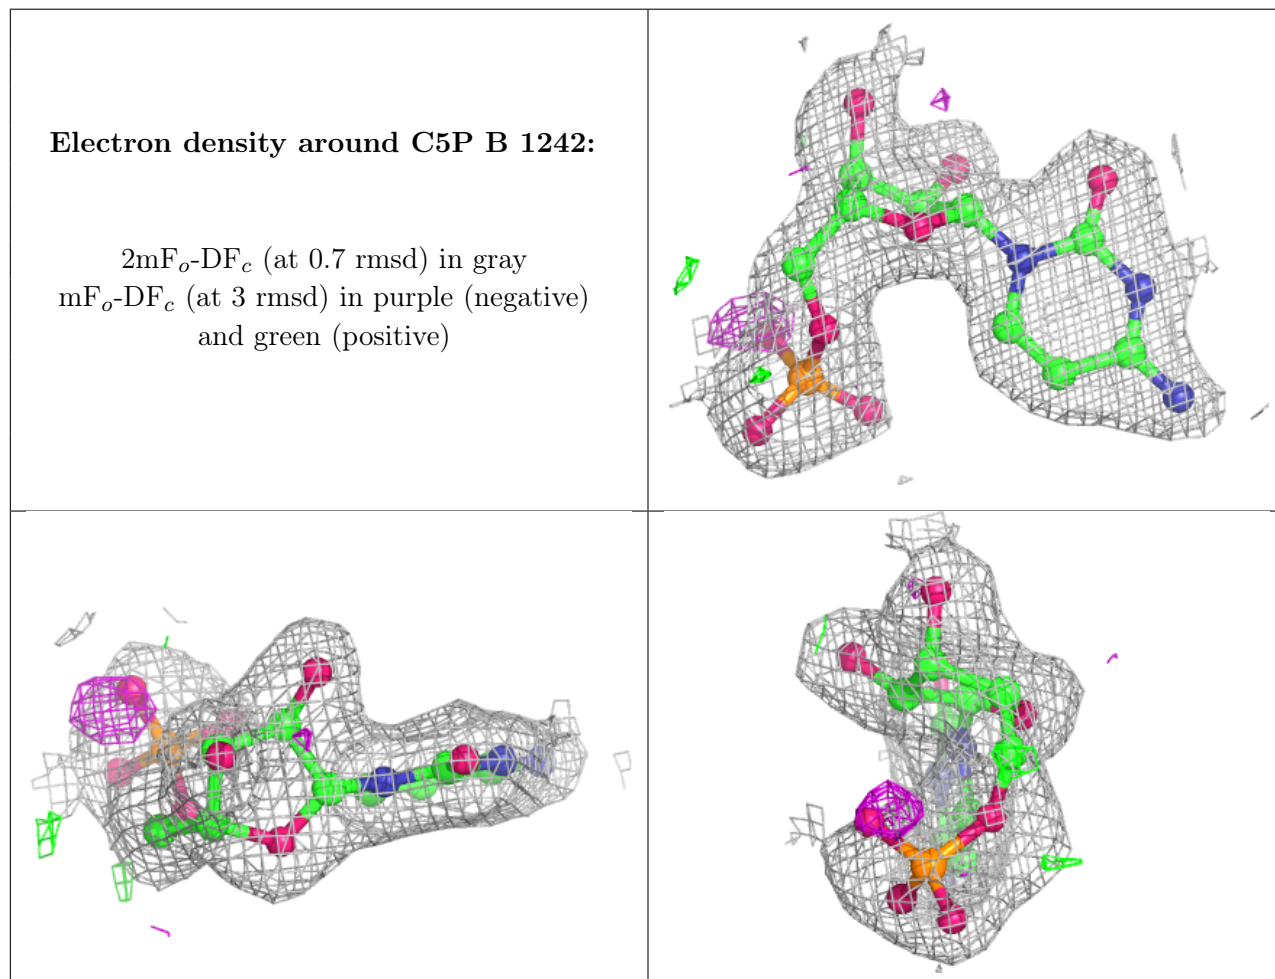 Electron density around C5P B 1242:
2mFo-DFc (at 0.7 rmsd) in gray
mFo-DFc (at 3 rmsd) in purple (negative)
and green (positive)